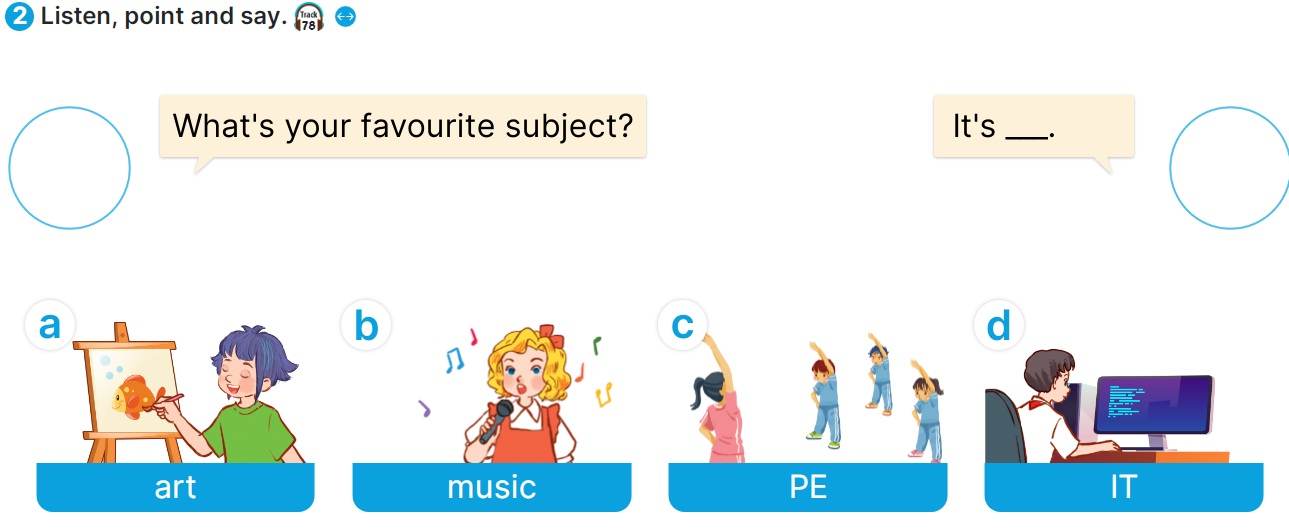 2 Listen, point and say. Track 78
What's your favourite subject?
It's ___.
a
b
c
d
art
music
PE
IT